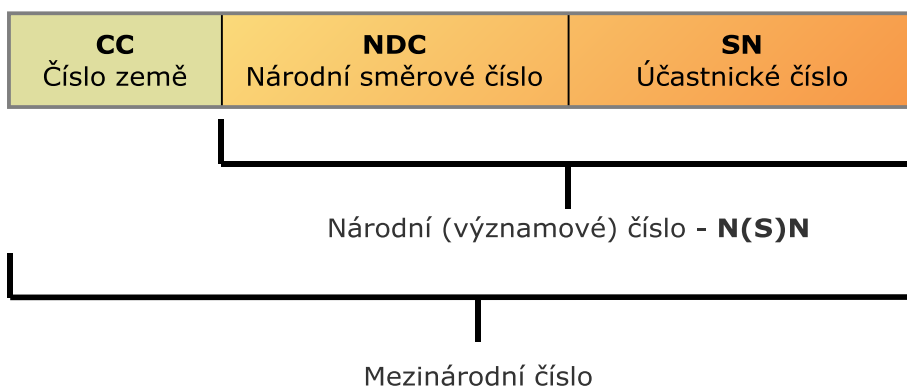 CC
Číslo země
NDC
Národní směrové číslo
SN
Účastnické číslo
Národní (významové) číslo - N(S)N
Mezinárodní číslo